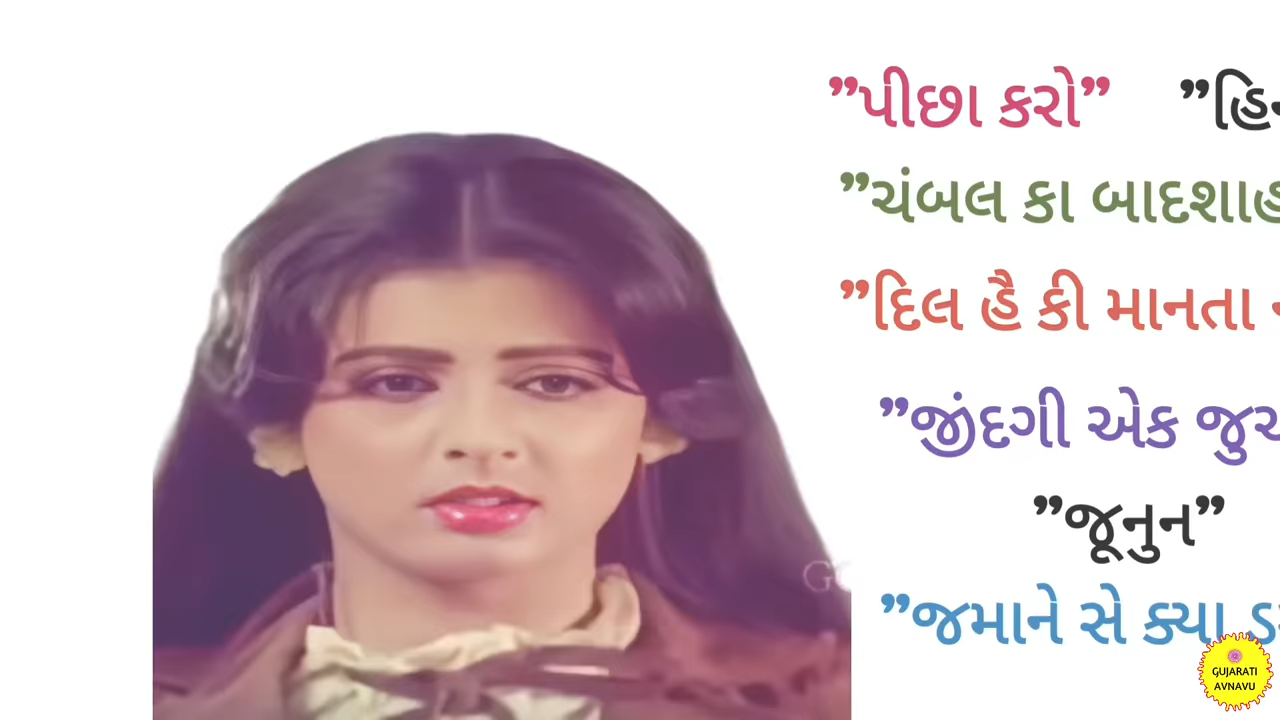 ”પીછા કરો” ”હિન
”ચંબલ કા બાદશાહ
”દિલ હૈ કી માનતા
”જીંદગી એક જુ
”જૂનુન”
”જમાને સે ક્યા
GUJARATI
AVNAVU